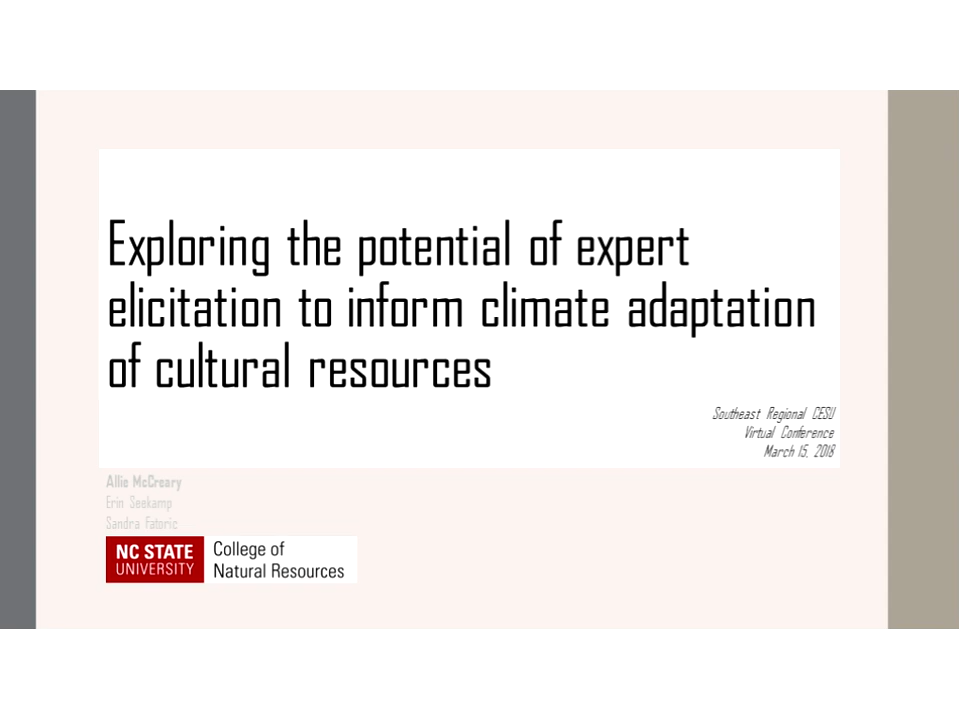 Exploring the potential of expert
elicitation to inform climate adaptation
of cultural resources
Southeast Regional CESU
Virtual Conference
March 15, 2018
Allie McCreary
Erin Seekamp
Sandra Fatoric
NC STATE
UNIVERSITY
College of
Natural Resources